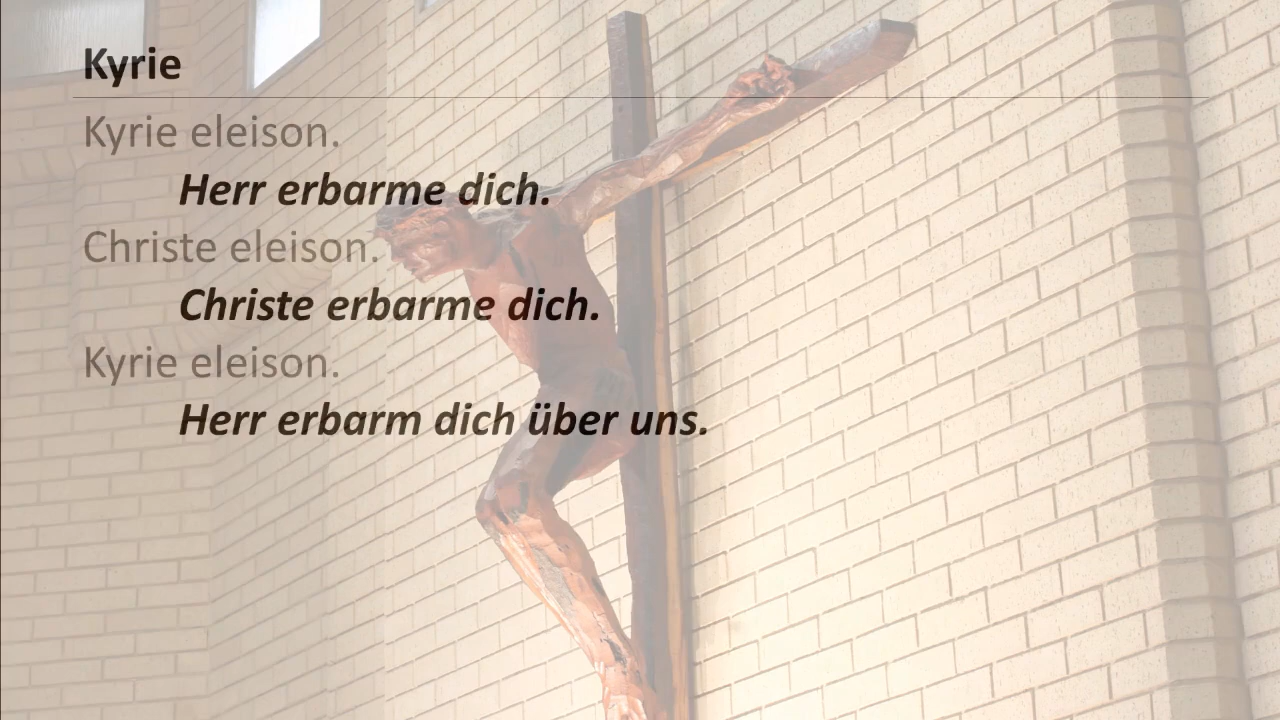 Kyrie
Kyrie eleison.
Herr erbarme dich.
Christe eleison.
Christe erbarme dich.
Kyrie eleison.
Herr erbarm dich über uns.